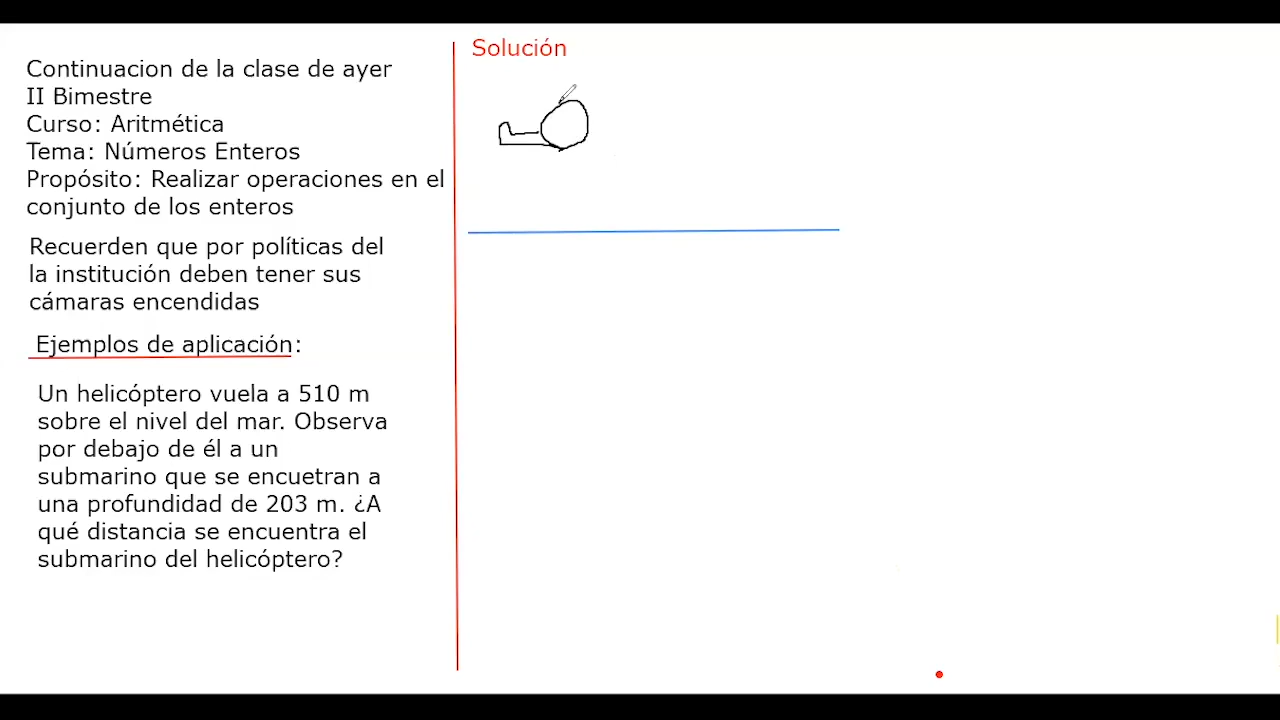 Continuacion de la clase de ayer
II Bimestre
Curso: Aritmética
Tema: Números Enteros
Propósito: Realizar operaciones en el
conjunto de los enteros
Recuerden que por políticas del
la institución deben tener sus
cámaras encendidas
Ejemplos de aplicación:
Un helicóptero vuela a 510 m
sobre el nivel del mar. Observa
por debajo de él a un
submarino que se encuetran a
una profundidad de 203 m. ¿A
qué distancia se encuentra el
submarino del helicóptero?
Solución